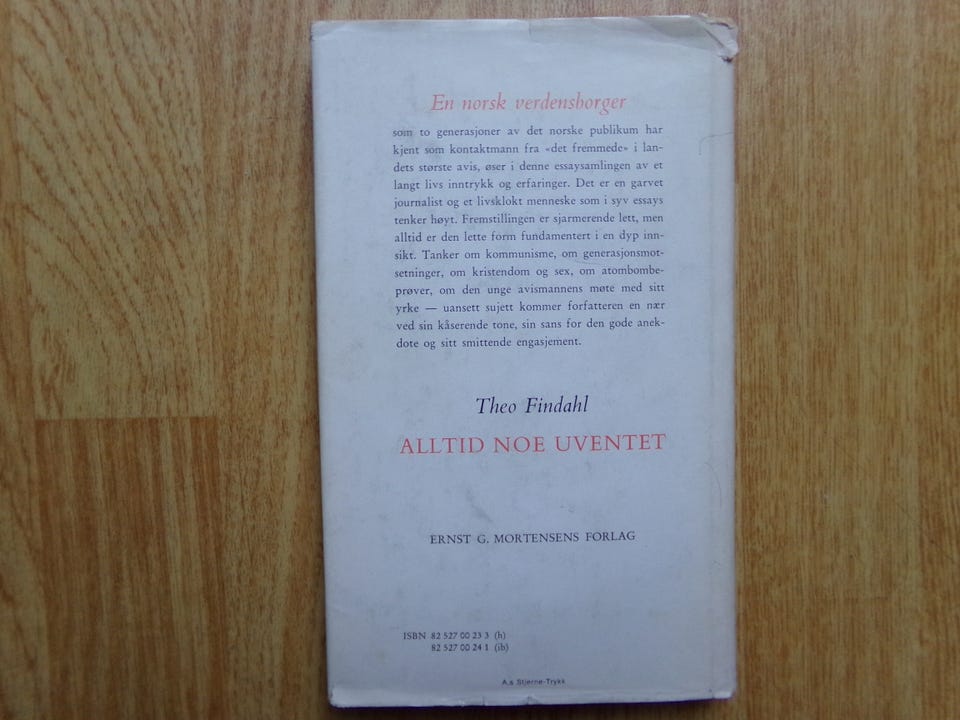 En norsk verdensborger
som to generasjoner av det norske publikum har
kjent som kontaktmann fra «det fremmede» i lan-
dets største avis, øser i denne essaysamlingen av et
langt livs inntrykk og erfaringer. Det er en garvet
journalist og et livsklokt menneske som i syv essays
tenker høyt. Fremstillingen er sjarmerende lett, men
alltid er den lette form fundamentert i en dyp inn-
sikt. Tanker om kommunisme, om generasjonsmot-
setninger, om kristendom og sex, om atombombe-
prøver, om den unge avismannens møte med sitt
yrke — uansett sujett kommer forfatteren en nær
ved sin kåserende tone, sin sans for den gode anek-
dote og sitt smittende engasjement.
Theo Findahl
ALLTID NOE UVENTET
ERNST G. MORTENSENS FORLAG
ISBN 82 527 00 23 3 (h)
82 527 00 24 1 (ib)
A.s Stjerne-Trykk